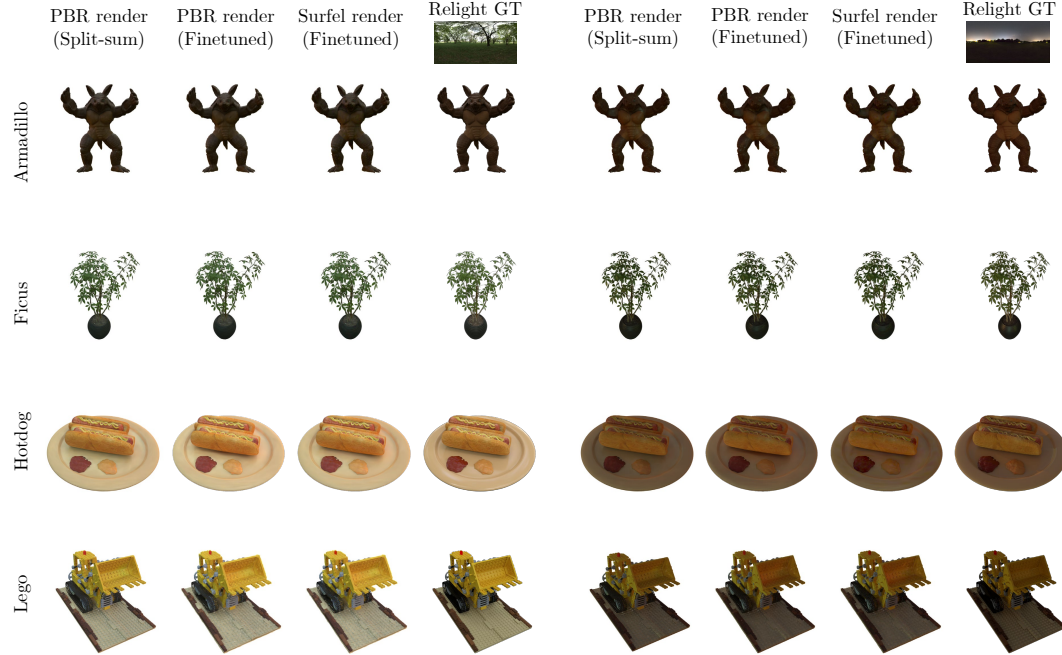 PBR render (Split-sum)
PBR render (Finetuned)
Surfel render (Finetuned)
Relight GT
PBR render (Split-sum)
PBR render (Finetuned)
Surfel render (Finetuned)
Relight GT
Armadillo
Ficus
Hotdog
Lego